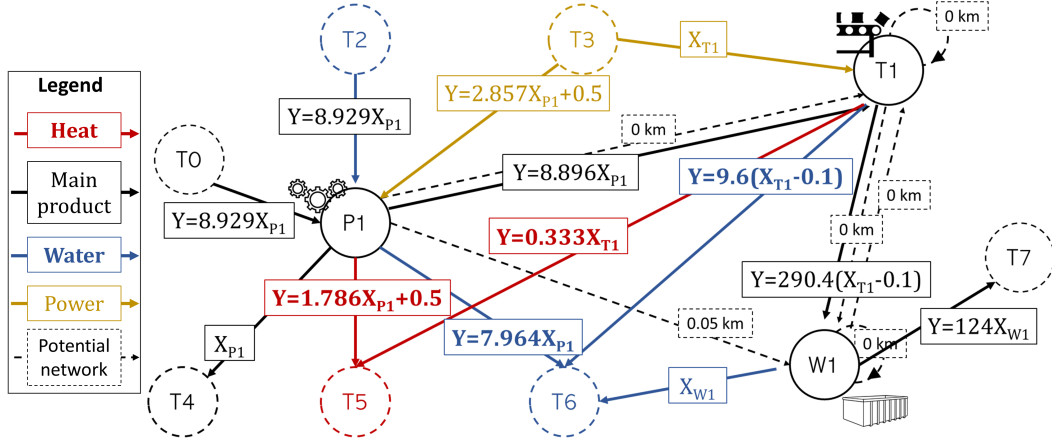 T2
T3
X_T1
0 km
T1
Legend
Heat
Main
product
Water
Power
Potential
network
Y=2.857X_P1+0.5
Y=8.929X_P1
0 km
T0
Y=8.896X_P1
Y=9.6(X_T1-0.1)
0 km
P1
Y=8.929X_P1
0 km
Y=0.333X_T1
T7
Y=290.4(X_T1-0.1)
Y=1.786X_P1+0.5
0.05 km
Y=124X_W1
Y=7.964X_P1
X_P1
0 km
W1
X_W1
T4
T5
T6